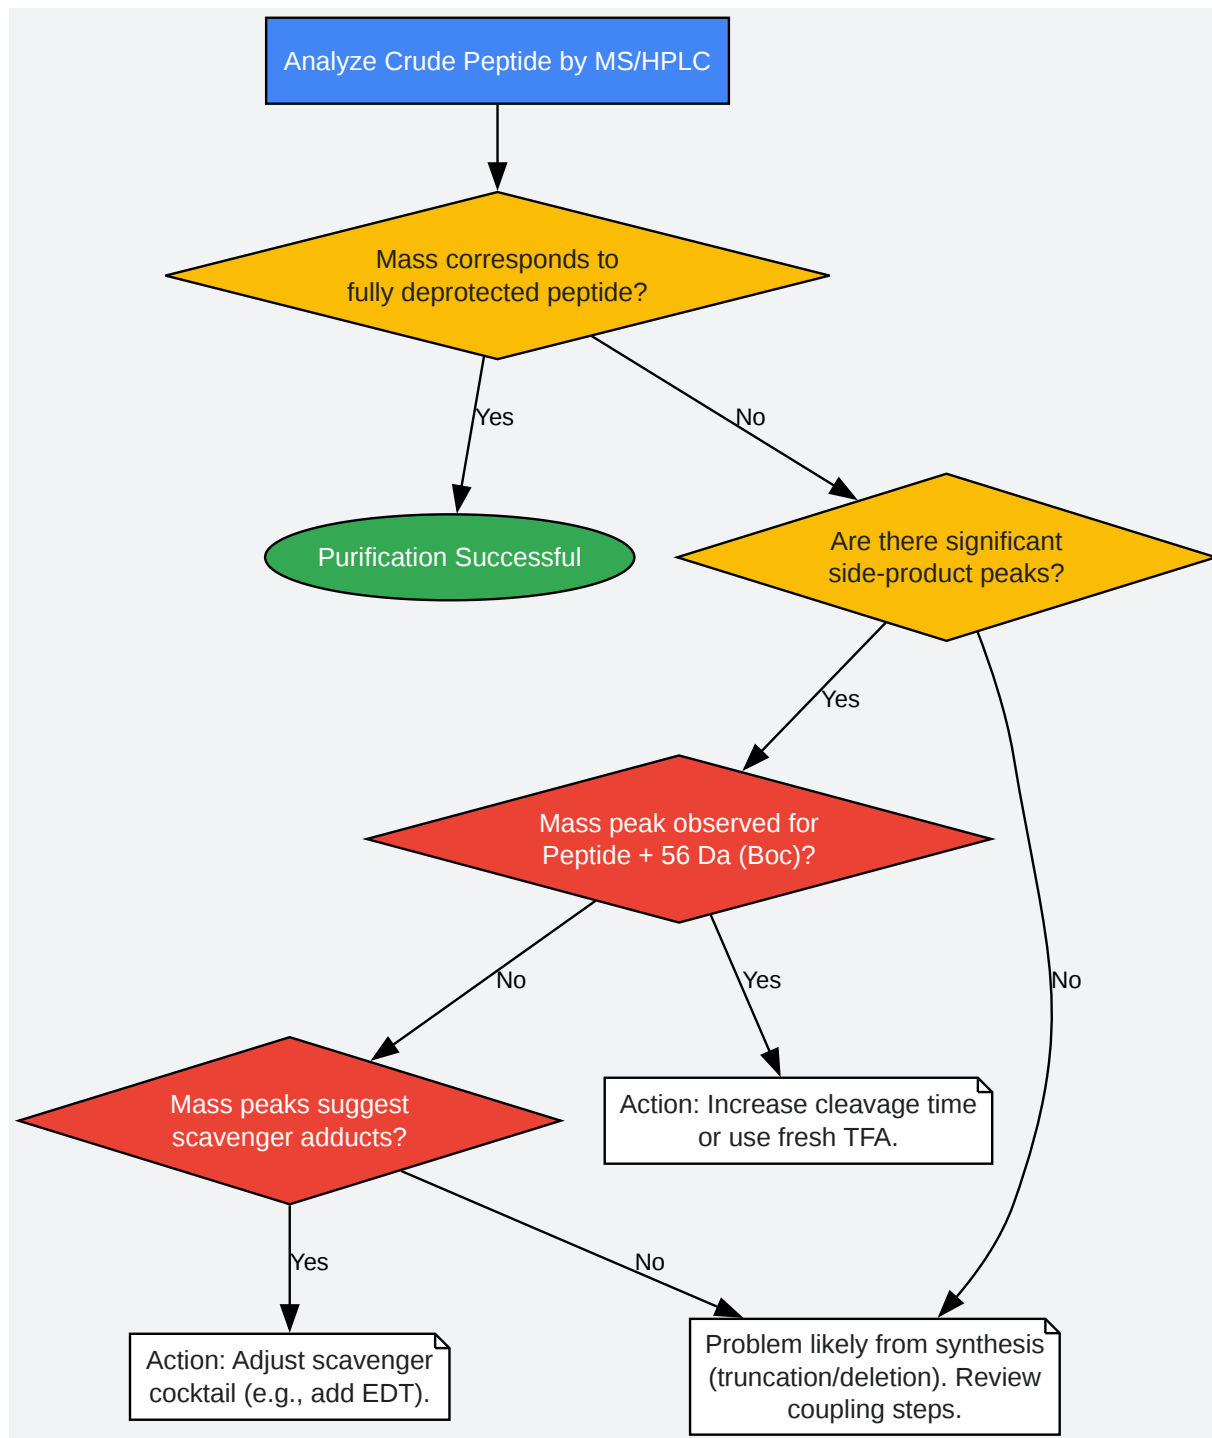 Analyze Crude Peptide by MS/HPLC
Mass corresponds to
fully deprotected peptide?
Yes
No
Purification Successful
Are there significant
side-product peaks?
Yes
Mass peak observed for
Peptide + 56 Da (Boc)?
No
Yes
No
Mass peaks suggest
scavenger adducts?
Action: Increase cleavage time
or use fresh TFA.
Yes
No
Action: Adjust scavenger
cocktail (e.g., add EDT).
Problem likely from synthesis
(truncation/deletion). Review
coupling steps.